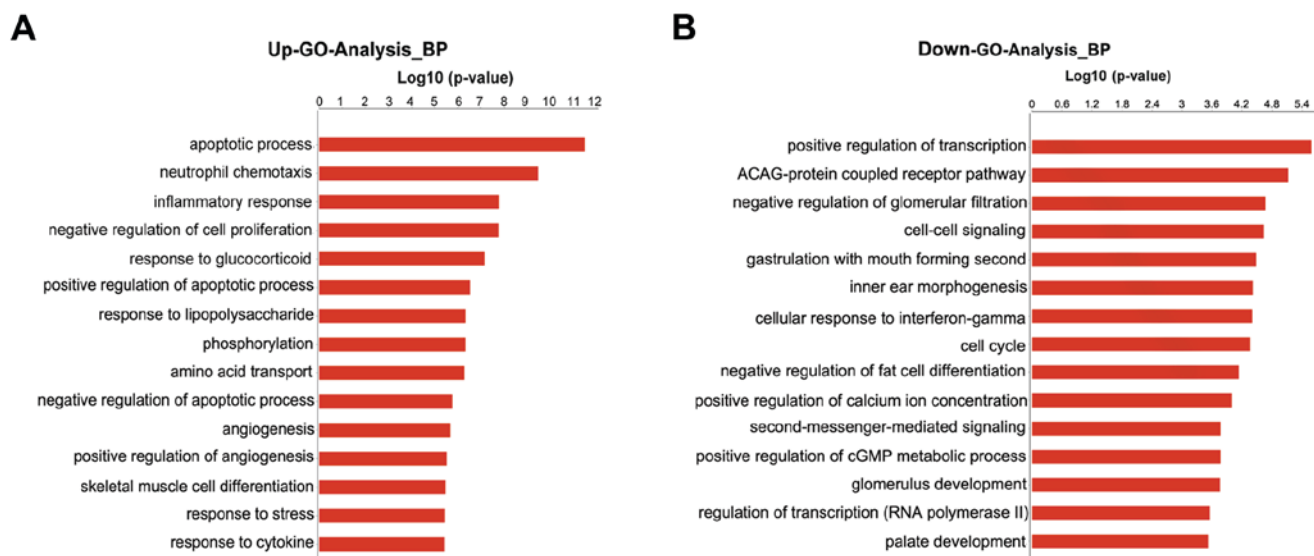 A
Up-GO-Analysis_BP
Log10 (p-value)
0 1 2 3 4 5 6 7 8 9 10 11 12
apoptotic process
neutrophil chemotaxis
inflammatory response
negative regulation of cell proliferation
response to glucocorticoid
positive regulation of apoptotic process
response to lipopolysaccharide
phosphorylation
amino acid transport
negative regulation of apoptotic process
angiogenesis
positive regulation of angiogenesis
skeletal muscle cell differentiation
response to stress
response to cytokine
B
Down-GO-Analysis_BP
Log10 (p-value)
0 0.6 1.2 1.8 2.4 3 3.6 4.2 4.8 5.4
positive regulation of transcription
ACAG-protein coupled receptor pathway
negative regulation of glomerular filtration
cell-cell signaling
gastrulation with mouth forming second
inner ear morphogenesis
cellular response to interferon-gamma
cell cycle
negative regulation of fat cell differentiation
positive regulation of calcium ion concentration
second-messenger-mediated signaling
positive regulation of cGMP metabolic process
glomerulus development
regulation of transcription (RNA polymerase II)
palate development